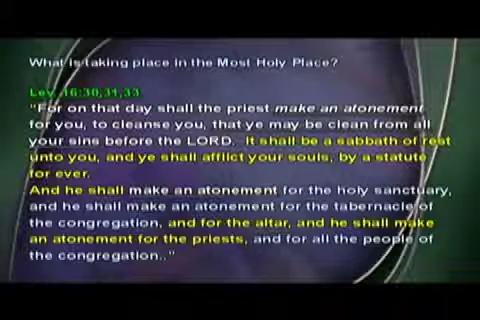 What is taking place in the Most Holy Place?
Lev. 16:30,31,33
"For on that day shall the priest make an atonement
for you, to cleanse you, that ye may be clean from all
your sins before the LORD. It shall be a sabbath of rest
unto you, and ye shall afflict your souls, by a statute
for ever.
And he shall make an atonement for the holy sanctuary,
and he shall make an atonement for the tabernacle of
the congregation, and for the altar, and he shall make
an atonement for the priests, and for all the people of
the congregation.."